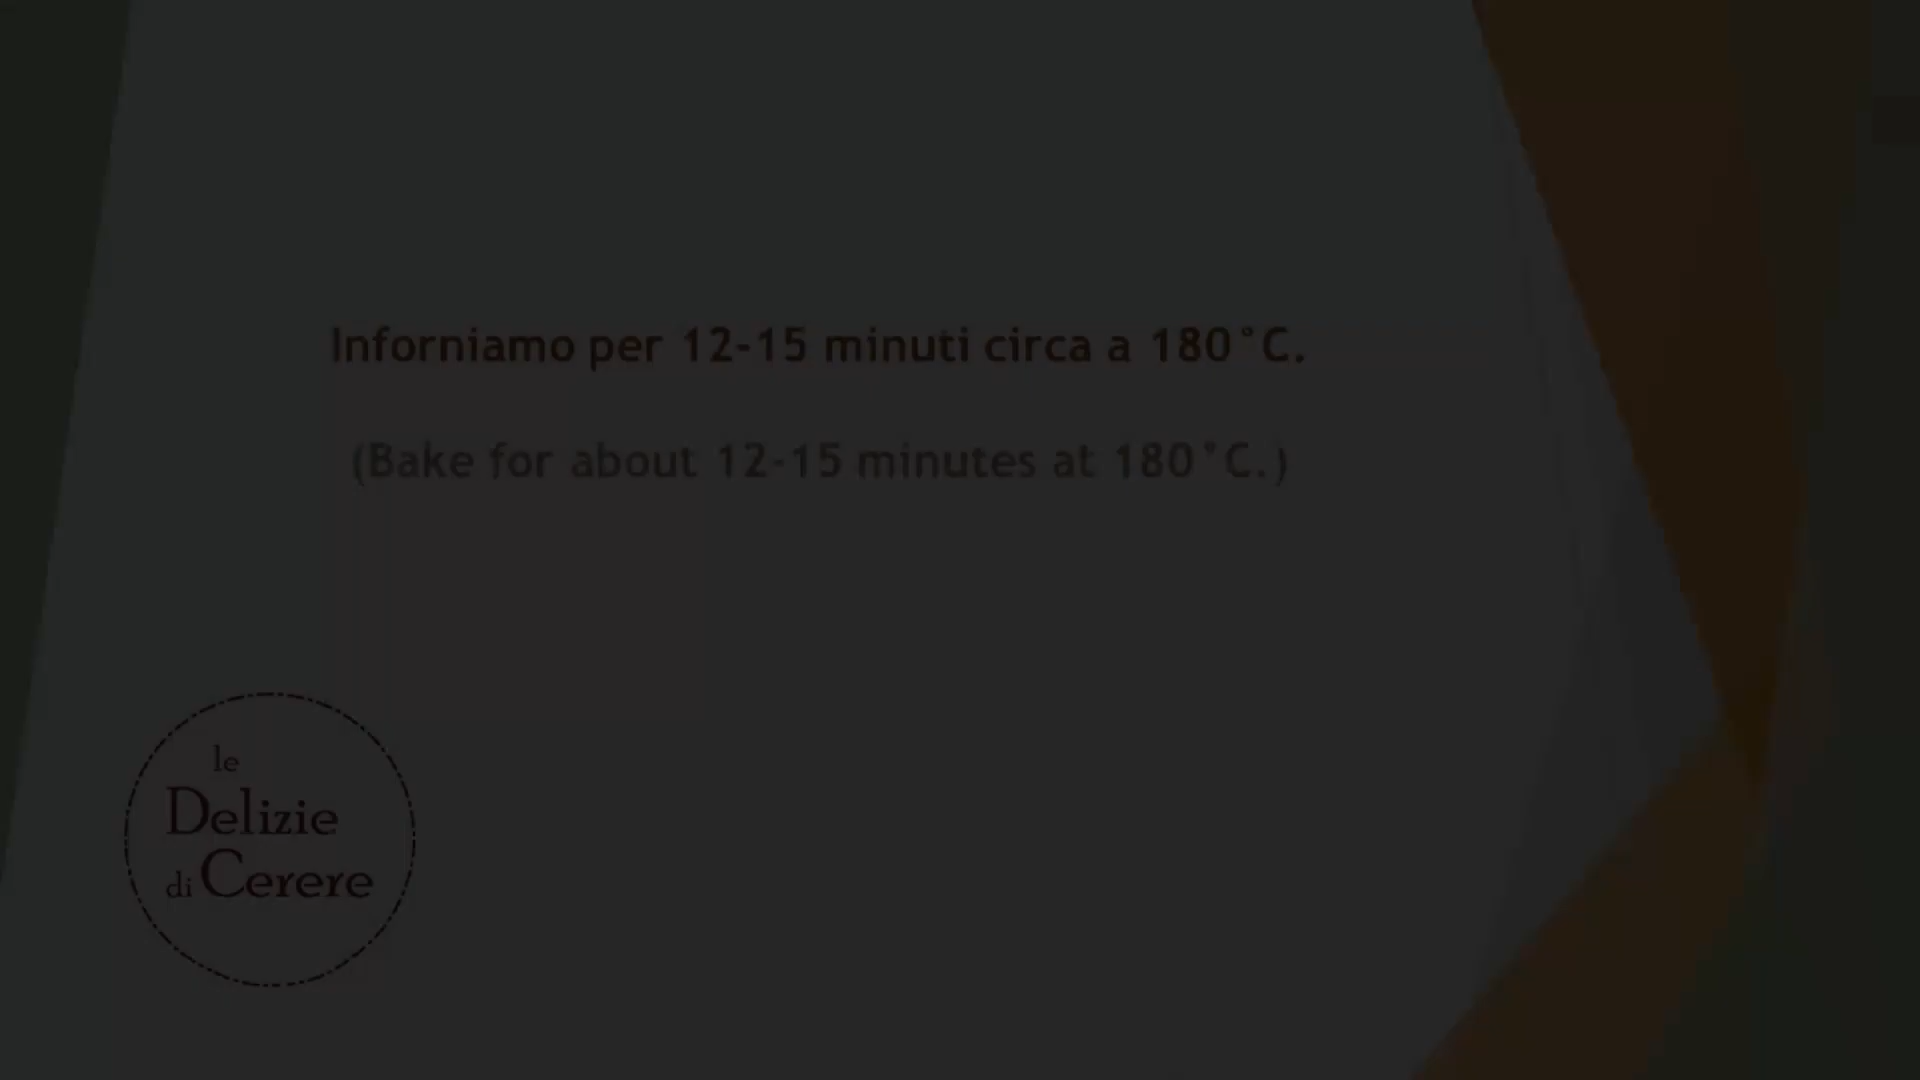 Inforniamo per 12-15 minuti circa a 180°C.
(Bake for about 12-15 minutes at 180°C.)
le
Delizie
di Cerere